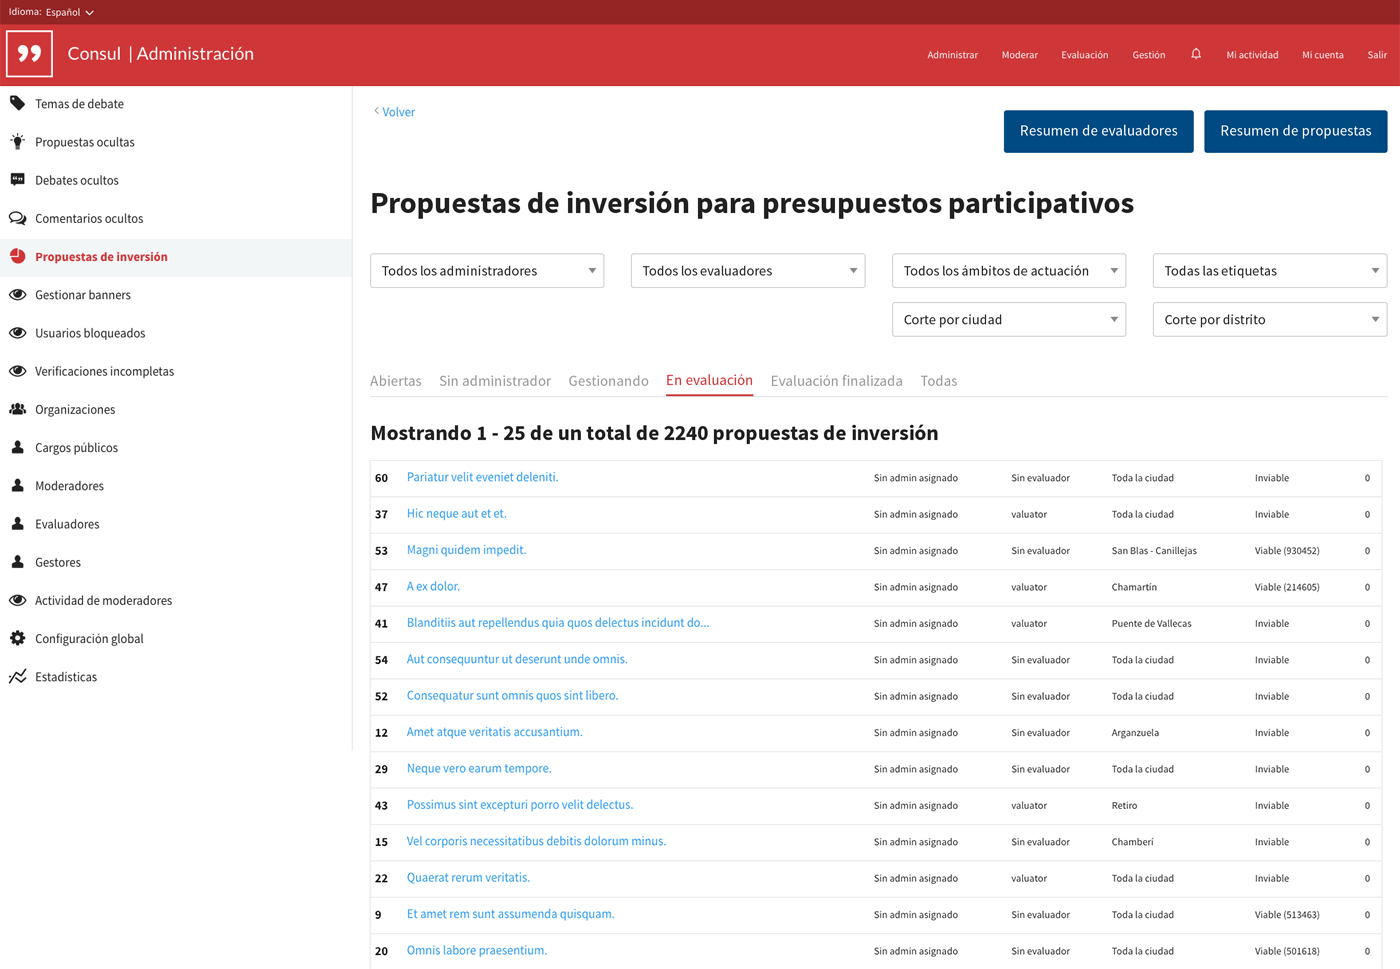 Idioma: Español
Consul | Administración
Administrar Moderar Evaluación Gestión Mi actividad Mi cuenta Salir
Temas de debate
Propuestas ocultas
Debates ocultos
Comentarios ocultos
Propuestas de inversión
Gestionar banners
Usuarios bloqueados
Verificaciones incompletas
Organizaciones
Cargos públicos
Moderadores
Evaluadores
Gestores
Actividad de moderadores
Configuración global
Estadísticas
Volver
Resumen de evaluadores Resumen de propuestas
Propuestas de inversión para presupuestos participativos
Todos los administradores Todos los evaluadores Todos los ámbitos de actuación Todas las etiquetas
Corte por ciudad Corte por distrito
Abiertas Sin administrador Gestionando En evaluación Evaluación finalizada Todas
Mostrando 1 - 25 de un total de 2240 propuestas de inversión
60 Pariatur velit eveniet deleniti. Sin admin asignado Sin evaluador Toda la ciudad Inviable 0
37 Hic neque aut et et. Sin admin asignado valuator Toda la ciudad Inviable 0
53 Magni quidem impedit. Sin admin asignado Sin evaluador San Blas - Canillejas Viable (930452) 0
47 A ex dolor. Sin admin asignado valuator Chamartín Viable (214605) 0
41 Blanditiis aut repellendus quia quos delectus incidunt do... Sin admin asignado valuator Puente de Vallecas Inviable 0
54 Aut consequuntur ut deserunt unde omnis. Sin admin asignado Sin evaluador Toda la ciudad Inviable 0
52 Consequatur sunt omnis quos sint libero. Sin admin asignado Sin evaluador Toda la ciudad Inviable 0
12 Amet atque veritatis accusantium. Sin admin asignado Sin evaluador Arganzuela Inviable 0
29 Neque vero earum tempore. Sin admin asignado Sin evaluador Toda la ciudad Inviable 0
43 Possimus sint excepturi porro velit delectus. Sin admin asignado valuator Retiro Inviable 0
15 Vel corporis necessitatibus debitis dolorum minus. Sin admin asignado Sin evaluador Chamberí Inviable 0
22 Quaerat rerum veritatis. Sin admin asignado valuator Toda la ciudad Inviable 0
9 Et amet rem sunt assumenda quisquam. Sin admin asignado Sin evaluador Toda la ciudad Viable (513463) 0
20 Omnis labore praesentium. Sin admin asignado Sin evaluador Toda la ciudad Viable (501618) 0